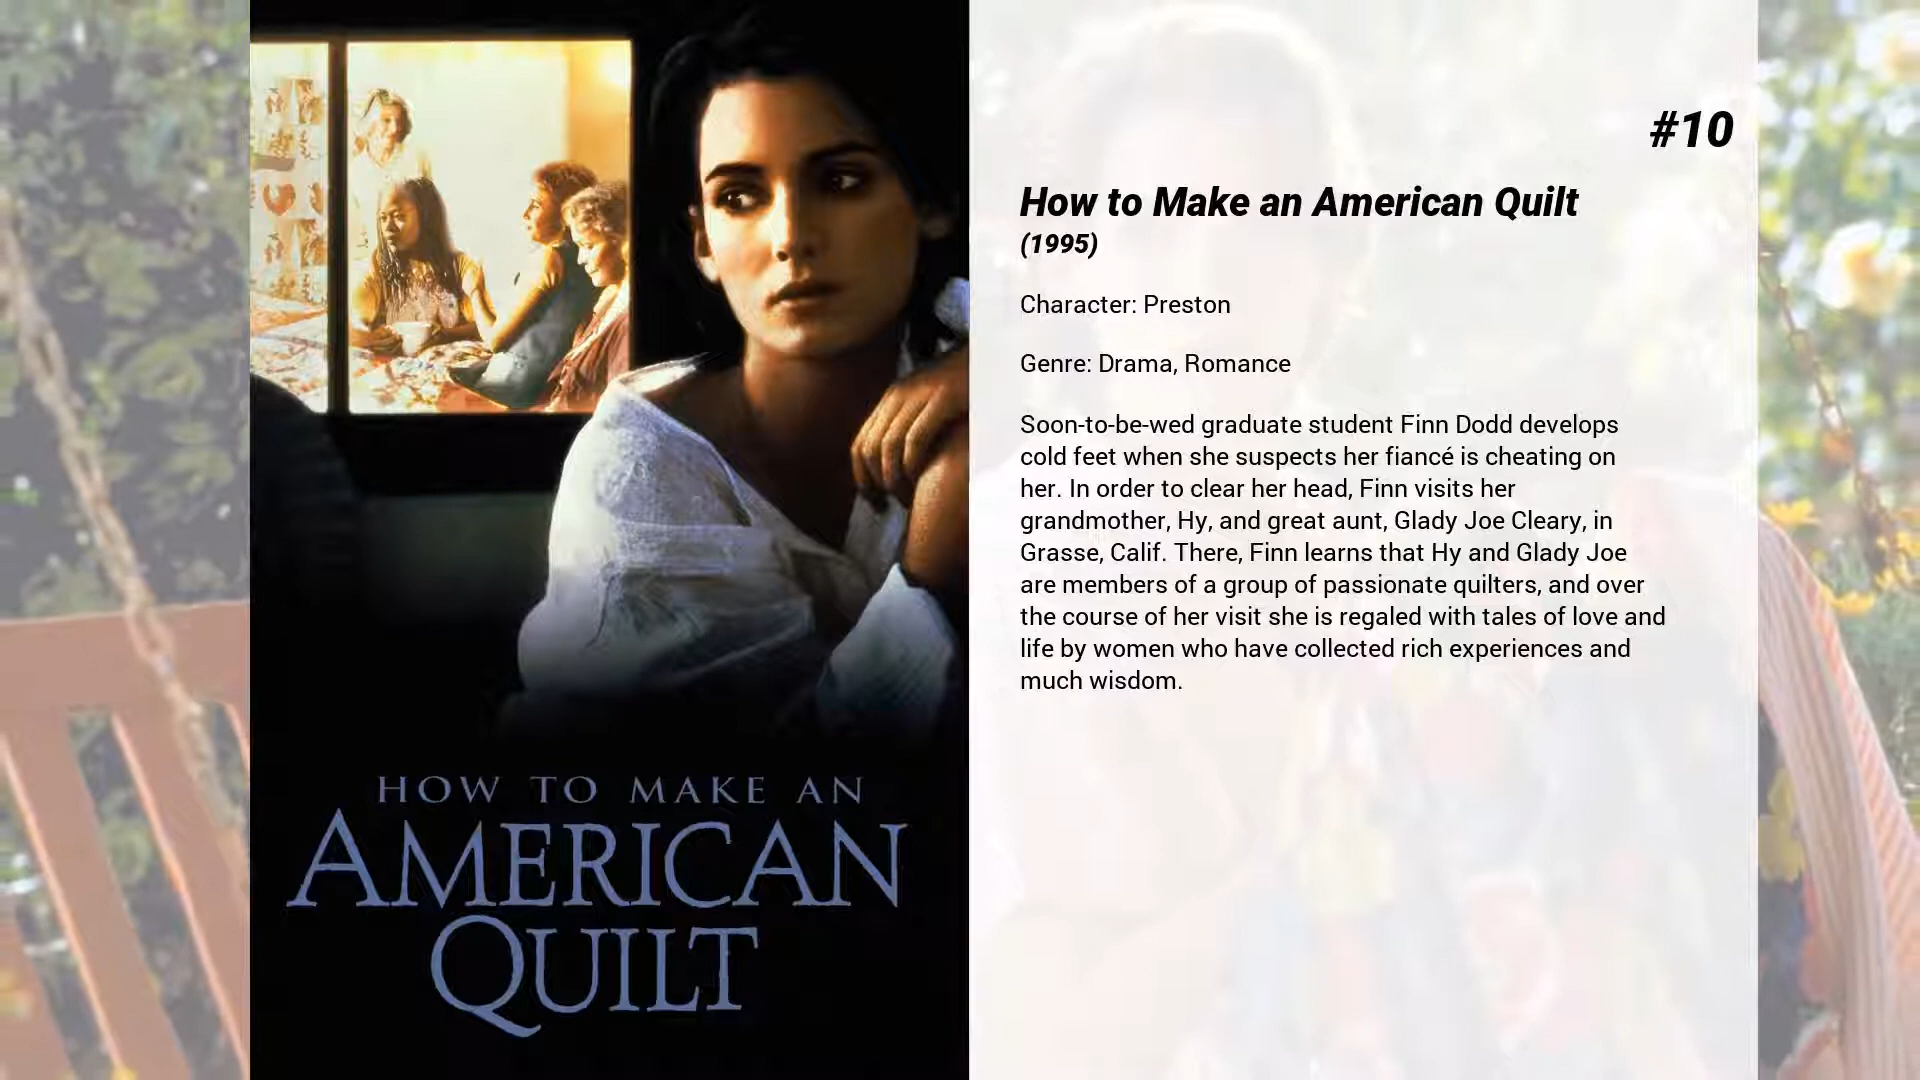 HOW TO MAKE AN
AMERICAN
QUILT
#10
How to Make an American Quilt
(1995)
Character: Preston
Genre: Drama, Romance
Soon-to-be-wed graduate student Finn Dodd develops
cold feet when she suspects her fiancé is cheating on
her. In order to clear her head, Finn visits her
grandmother, Hy, and great aunt, Glady Joe Cleary, in
Grasse, Calif. There, Finn learns that Hy and Glady Joe
are members of a group of passionate quilters, and over
the course of her visit she is regaled with tales of love and
life by women who have collected rich experiences and
much wisdom.